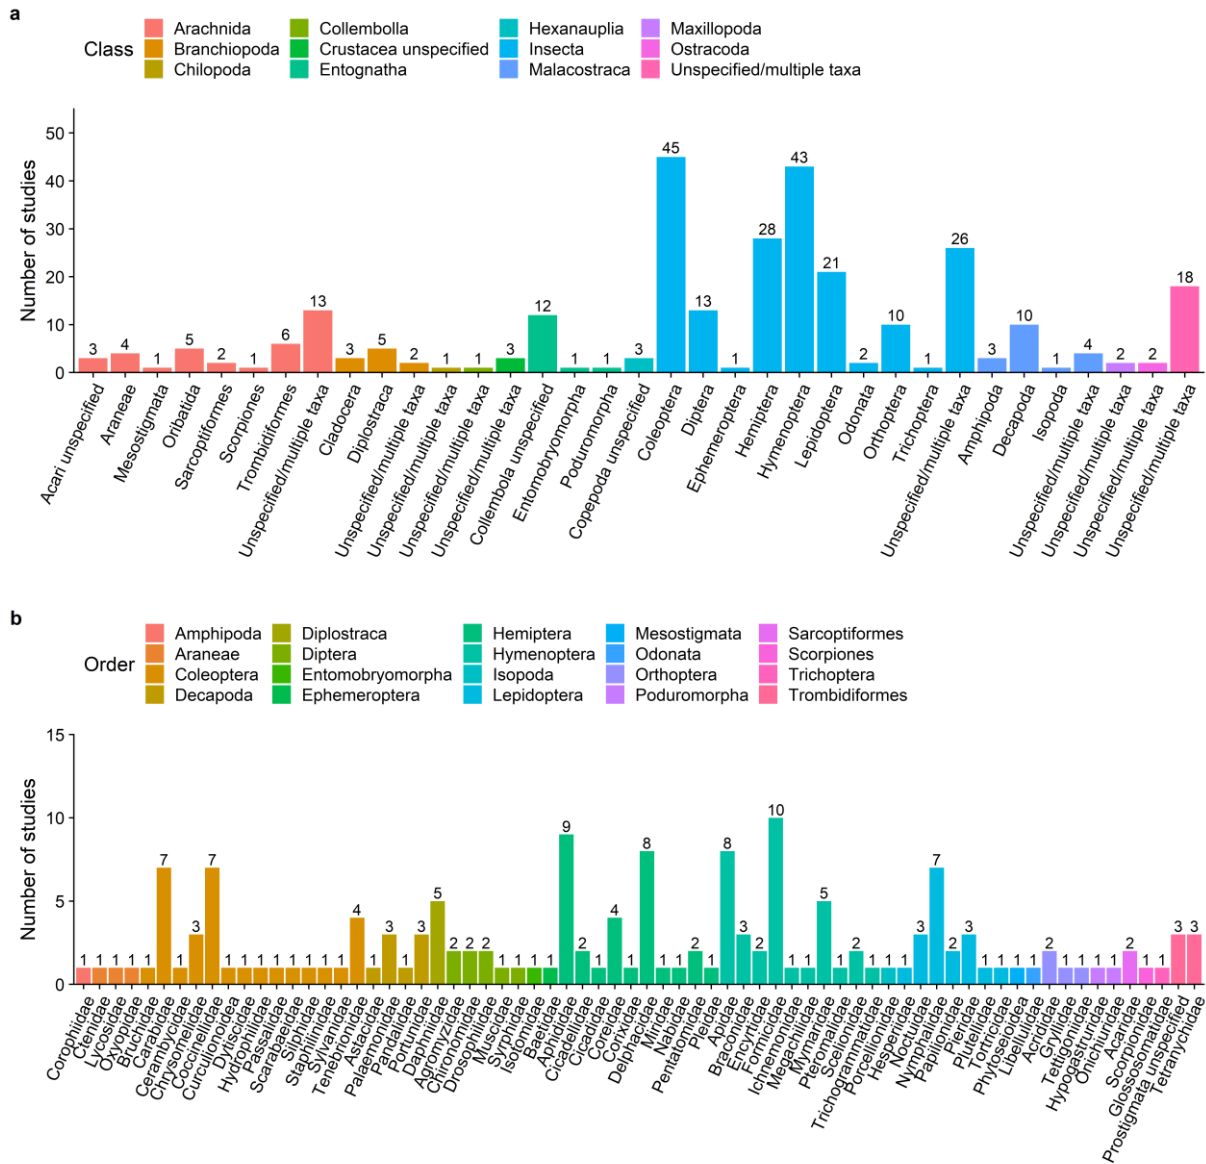 a
Class
Arachnida
Branchiopoda
Chilopoda
Collembolla
Crustacea unspecified
Entognatha
Hexanauplia
Insecta
Malacostraca
Maxillopoda
Ostracoda
Unspecified/multiple taxa
Number of studies
50
40
30
20
10
0
3 4 1 5 2 1 6 13 3 5 2 1 1 3 12 1 1 3 45 13 1 28 43 21 2 10 1 26 3 10 1 4 2 2 18
Acari unspecified
Araneae
Mesostigmata
Oribatida
Sarcoptiformes
Scorpiones
Trombidiformes
Unspecified/multiple taxa
Cladocera
Diplostraca
Unspecified/multiple taxa
Unspecified/multiple taxa
Unspecified/multiple taxa
Unspecified/multiple taxa
Collembola unspecified
Entomobryomorpha
Poduromorpha
Copepoda unspecified
Coleoptera
Diptera
Ephemeroptera
Hemiptera
Hymenoptera
Lepidoptera
Odonata
Orthoptera
Trichoptera
Unspecified/multiple taxa
Amphipoda
Decapoda
Isopoda
Unspecified/multiple taxa
Unspecified/multiple taxa
Unspecified/multiple taxa
Unspecified/multiple taxa
b
Order
Amphipoda
Araneae
Coleoptera
Decapoda
Diplostraca
Diptera
Entomobryomorpha
Ephemeroptera
Hemiptera
Hymenoptera
Isopoda
Lepidoptera
Mesostigmata
Odonata
Orthoptera
Poduromorpha
Sarcoptiformes
Scorpiones
Trichoptera
Trombidiformes
Number of studies
15
10
5
0
1 1 1 1 1 7 1 3 7 1 1 1 1 1 1 1 1 4 1 3 1 3 5 2 2 2 1 1 1 1 9 2 1 4 1 8 1 1 2 1 8 3 2 10 1 1 5 1 2 1 1 1 3 7 2 3 1 1 1 1 2 1 1 1 1 2 1 1 3 3
Corophiidae
Ctenidae
Lycosidae
Oxyopidae
Bruchidae
Carabidae
Cerambycidae
Chrysomelidae
Coccinellidae
Curculionoidea
Dytiscidae
Hydrophilidae
Passalidae
Scarabaeidae
Silphidae
Staphilinidae
Sylvanidae
Tenebrionidae
Astacidae
Palaemonidae
Pandalidae
Portunidae
Daphniidae
Agromyzidae
Chironomidae
Drosophilidae
Muscidae
Syrphidae
Isotomidae
Baetidae
Aphididae
Cicadellidae
Cicadidae
Coreidae
Corixidae
Delphacidae
Miridae
Nabidae
Pentatomidae
Pleidae
Apidae
Braconidae
Encyrtidae
Formicidae
Ichnemonidae
Megachilidae
Mymaridae
Pteromalidae
Scelionidae
Trichogrammatidae
Porcellionidae
Hesperiidae
Noctuidae
Nymphalidae
Papilionidae
Pieridae
Plutellidae
Tortricidae
Phytoseioidea
Libellulidae
Acrididae
Gryllidae
Tettigoniidae
Hypogastruridae
Onichiuridae
Acaridae
Scorpionidae
Glossosomatidae
Prostigmata unspecified
Tetranychidae